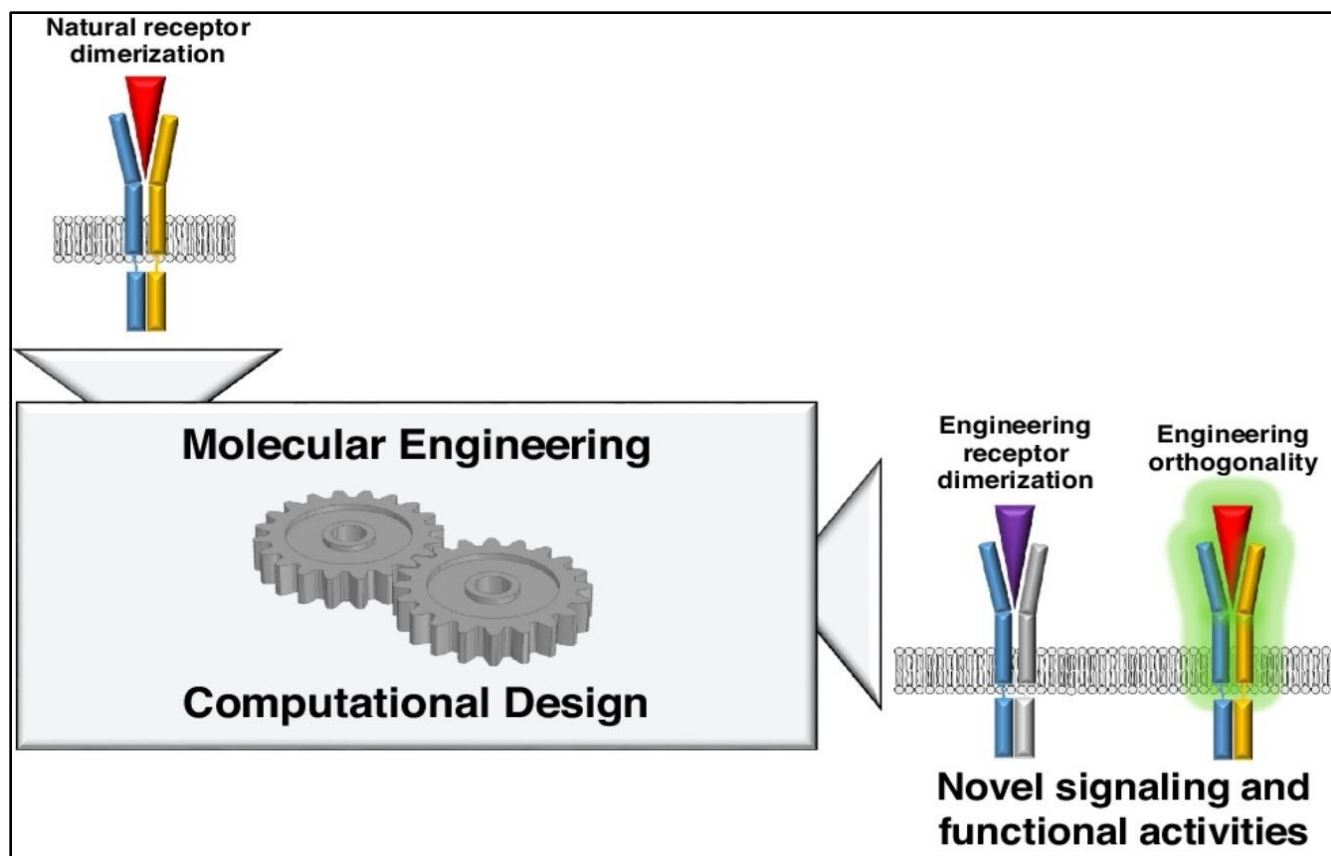 Natural receptor
dimerization
Molecular Engineering
Computational Design
Engineering
receptor
dimerization
Engineering
orthogonality
Novel signaling and
functional activities